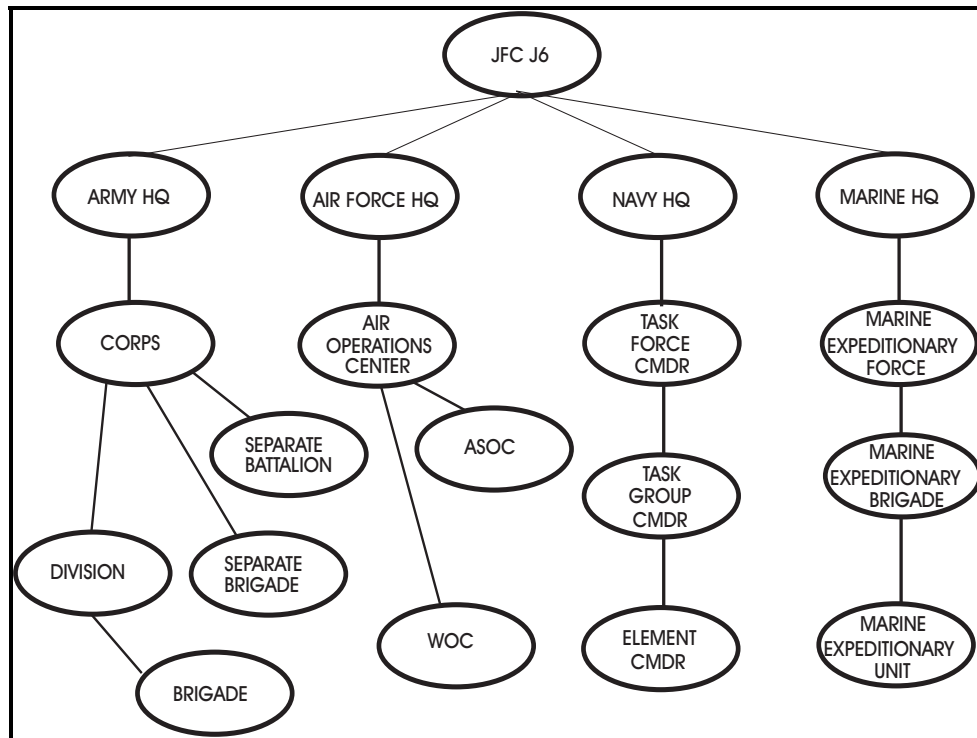 JFC J6
ARMY HQ
AIR FORCE HQ
NAVY HQ
MARINE HQ
CORPS
AIR
OPERATIONS
CENTER
TASK
FORCE
CMDR
MARINE
EXPEDITIONARY
FORCE
SEPARATE
BATTALION
ASOC
TASK
GROUP
CMDR
MARINE
EXPEDITIONARY
BRIGADE
DIVISION
SEPARATE
BRIGADE
WOC
ELEMENT
CMDR
MARINE
EXPEDITIONARY
UNIT
BRIGADE